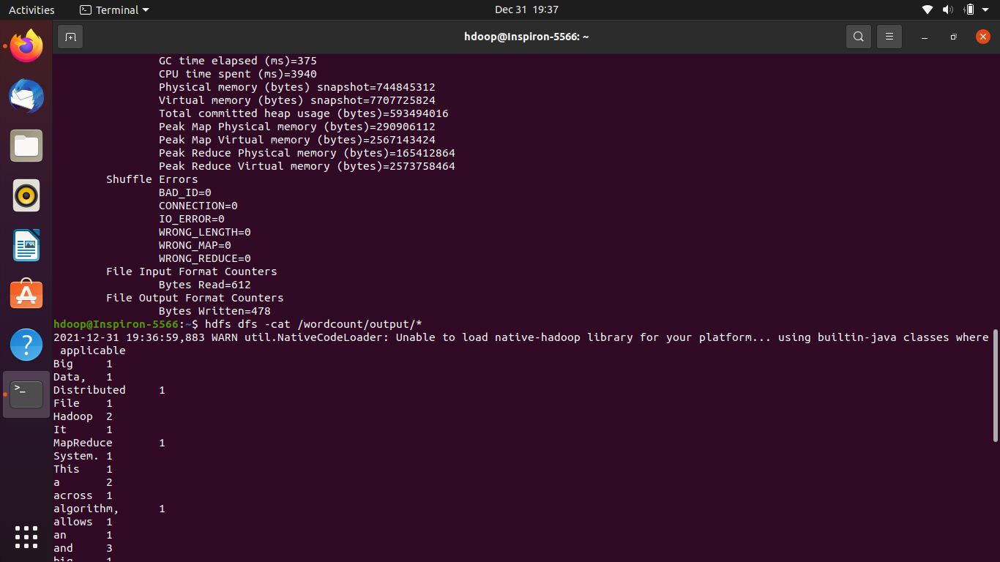 Activities Terminal Dec 31 19:37
hdoop@Inspiron-5566: ~
GC time elapsed (ms)=375
CPU time spent (ms)=3940
Physical memory (bytes) snapshot=744845312
Virtual memory (bytes) snapshot=7707725824
Total committed heap usage (bytes)=593494016
Peak Map Physical memory (bytes)=290906112
Peak Map Virtual memory (bytes)=2567143424
Peak Reduce Physical memory (bytes)=165412864
Peak Reduce Virtual memory (bytes)=2573758464
Shuffle Errors
BAD_ID=0
CONNECTION=0
IO_ERROR=0
WRONG_LENGTH=0
WRONG_MAP=0
WRONG_REDUCE=0
File Input Format Counters
Bytes Read=612
File Output Format Counters
Bytes Written=478
hdoop@Inspiron-5566:~$ hdfs dfs -cat /wordcount/output/*
2021-12-31 19:36:59,883 WARN util.NativeCodeLoader: Unable to load native-hadoop library for your platform... using builtin-java classes where
applicable
Big 1
Data, 1
Distributed 1
File 1
Hadoop 2
It 1
MapReduce 1
System. 1
This 1
a 2
across 1
algorithm, 1
allows 1
an 1
and 3
big 1